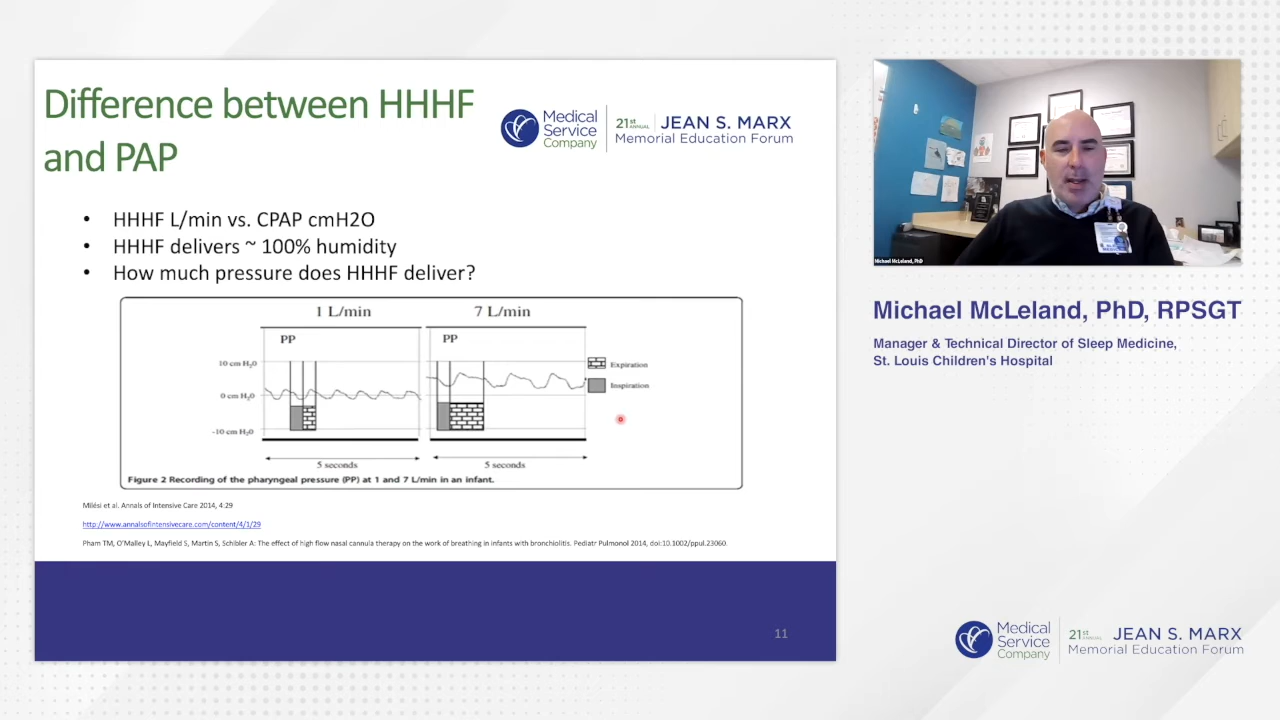 Difference between HHHF
and PAP
Medical
Service
Company
21st
ANNUAL
JEAN S. MARX
Memorial Education Forum
• HHHF L/min vs. CPAP cmH2O
• HHHF delivers ~ 100% humidity
• How much pressure does HHHF deliver?
1 L/min
7 L/min
PP
PP
10 cm H₂0
0 cm H₂0
-10 cm H₂0
Expiration
Inspiration
5 seconds
5 seconds
Figure 2 Recording of the pharyngeal pressure (PP) at 1 and 7 L/min in an infant.
Milési et al. Annals of Intensive Care 2014, 4:29
http://www.annalsofintensivecare.com/content/4/1/29
Pham TM, O'Malley L, Mayfield S, Martin S, Schibler A: The effect of high flow nasal cannula therapy on the work of breathing in infants with bronchiolitis. Pediatr Pulmonol 2014, doi:10.1002/ppul.23060.
11
Michael McLeland, PhD
Michael McLeland, PhD, RPSGT
Manager & Technical Director of Sleep Medicine,
St. Louis Children's Hospital
Medical
Service
Company
21st
ANNUAL
JEAN S. MARX
Memorial Education Forum